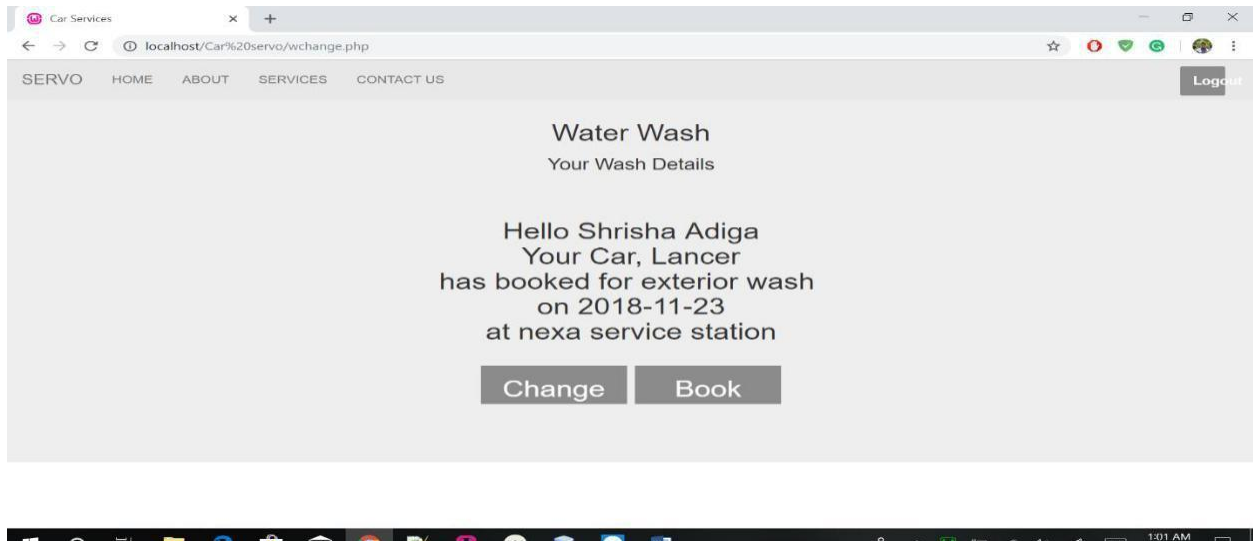 Car Services
localhost/Car%20servo/wchange.php
SERVO HOME ABOUT SERVICES CONTACT US Logout
Water Wash
Your Wash Details
Hello Shrisha Adiga
Your Car, Lancer
has booked for exterior wash
on 2018-11-23
at nexa service station
Change Book
1:01 AM